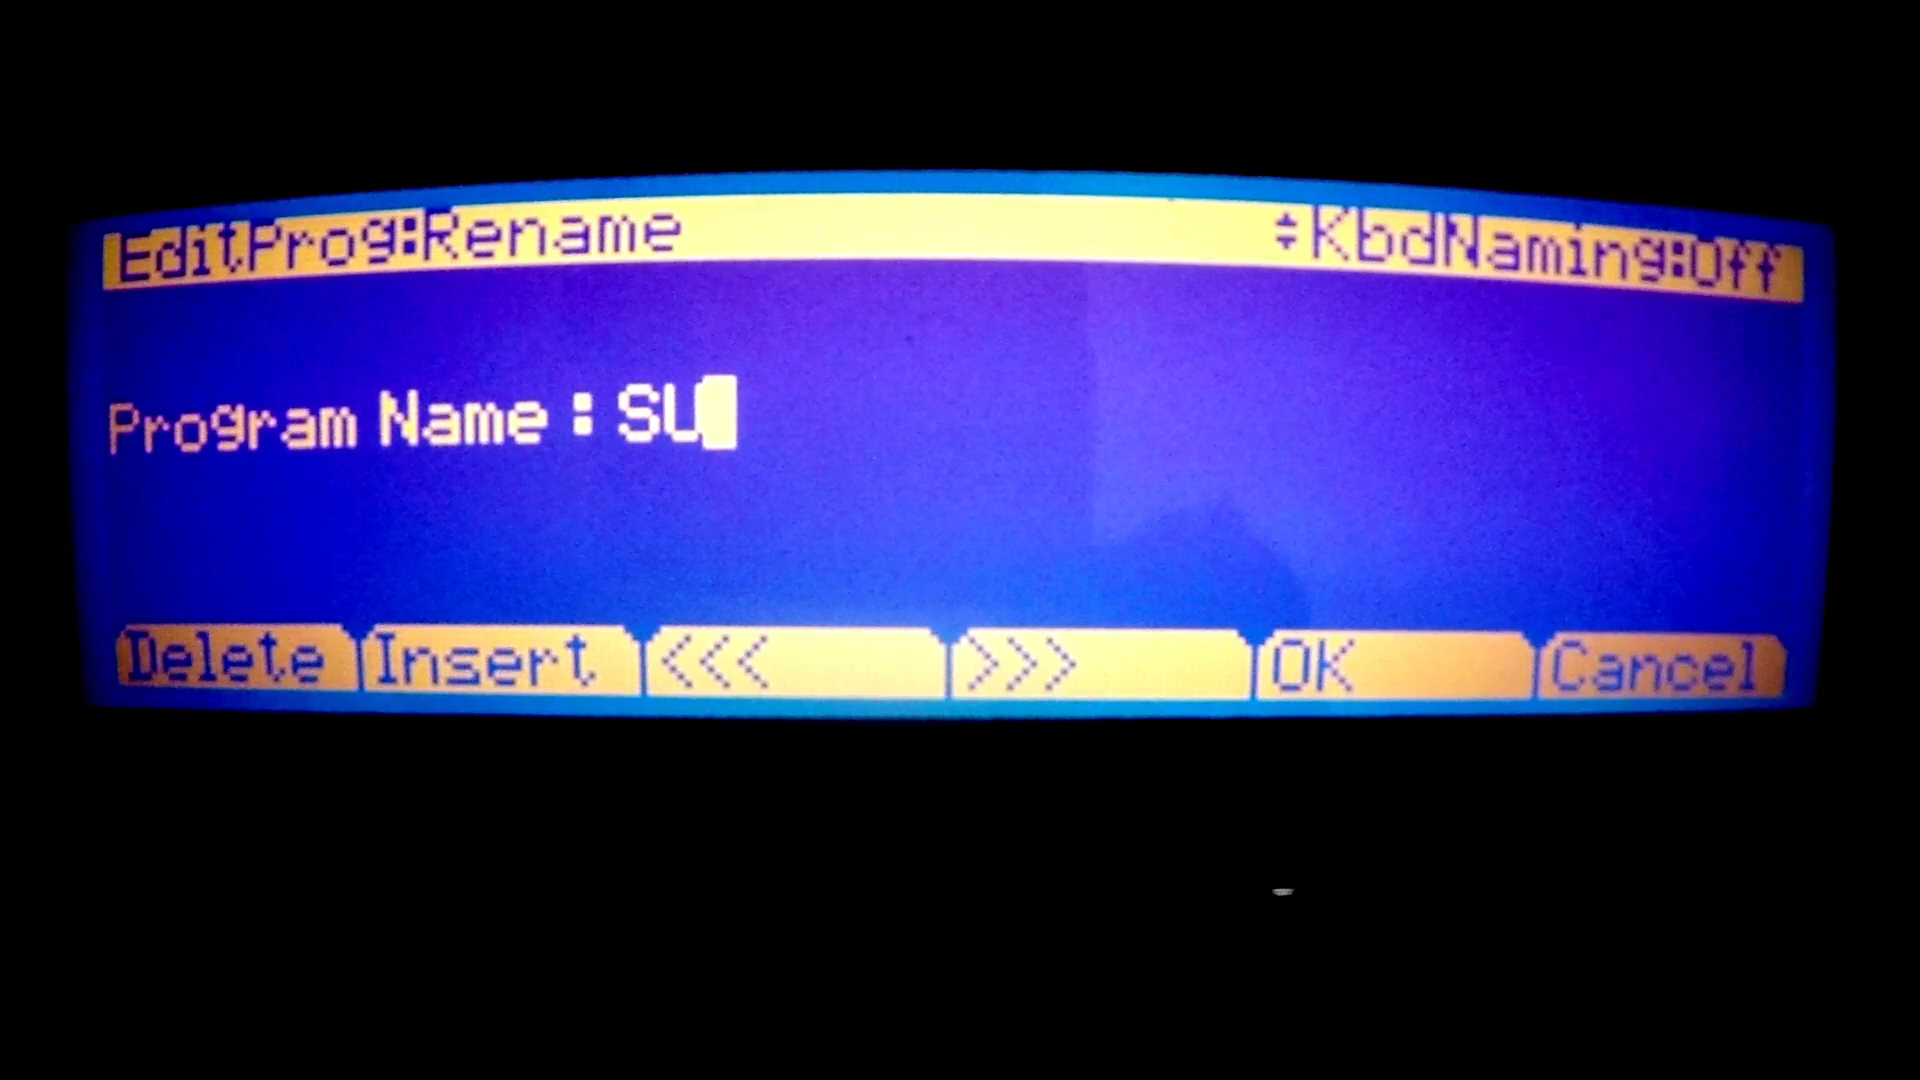 EditProg:Rename ÷KbdNaming:Off
Program Name : SU
Delete Insert <<< >>> OK Cancel